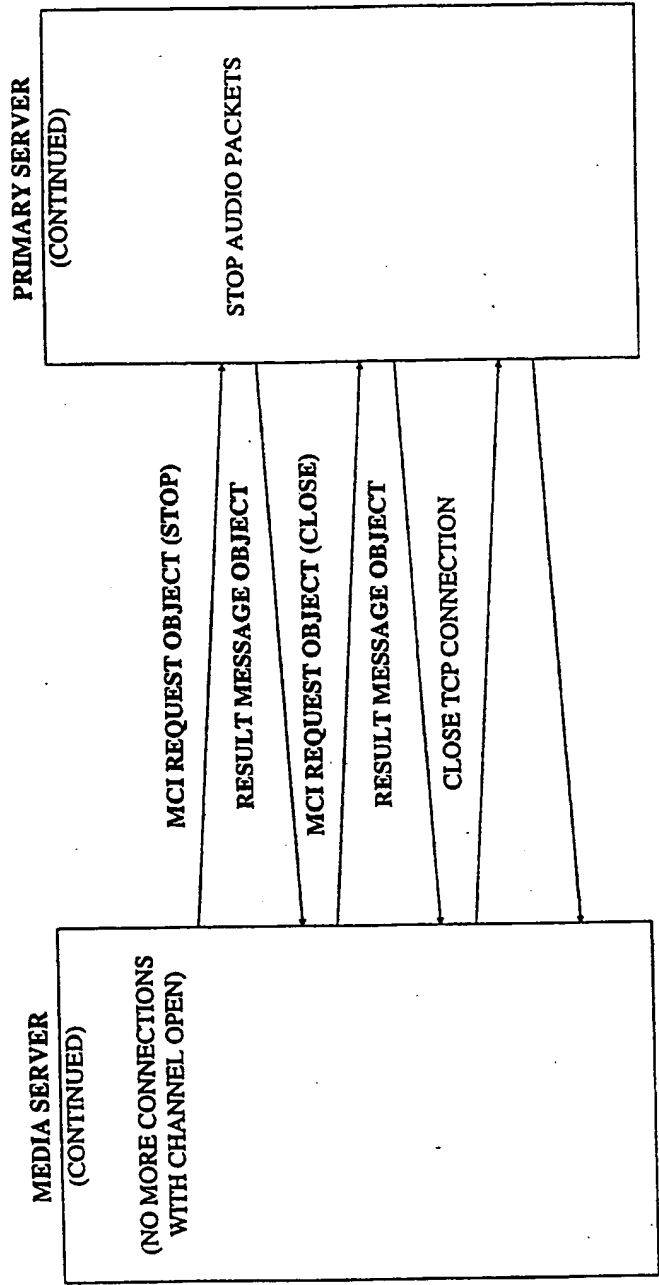 MEDIA SERVER
(CONTINUED)
(NO MORE CONNECTIONS
WITH CHANNEL OPEN)
MCI REQUEST OBJECT (STOP)
RESULT MESSAGE OBJECT
MCI REQUEST OBJECT (CLOSE)
RESULT MESSAGE OBJECT
CLOSE TCP CONNECTION
PRIMARY SERVER
(CONTINUED)
STOP AUDIO PACKETS